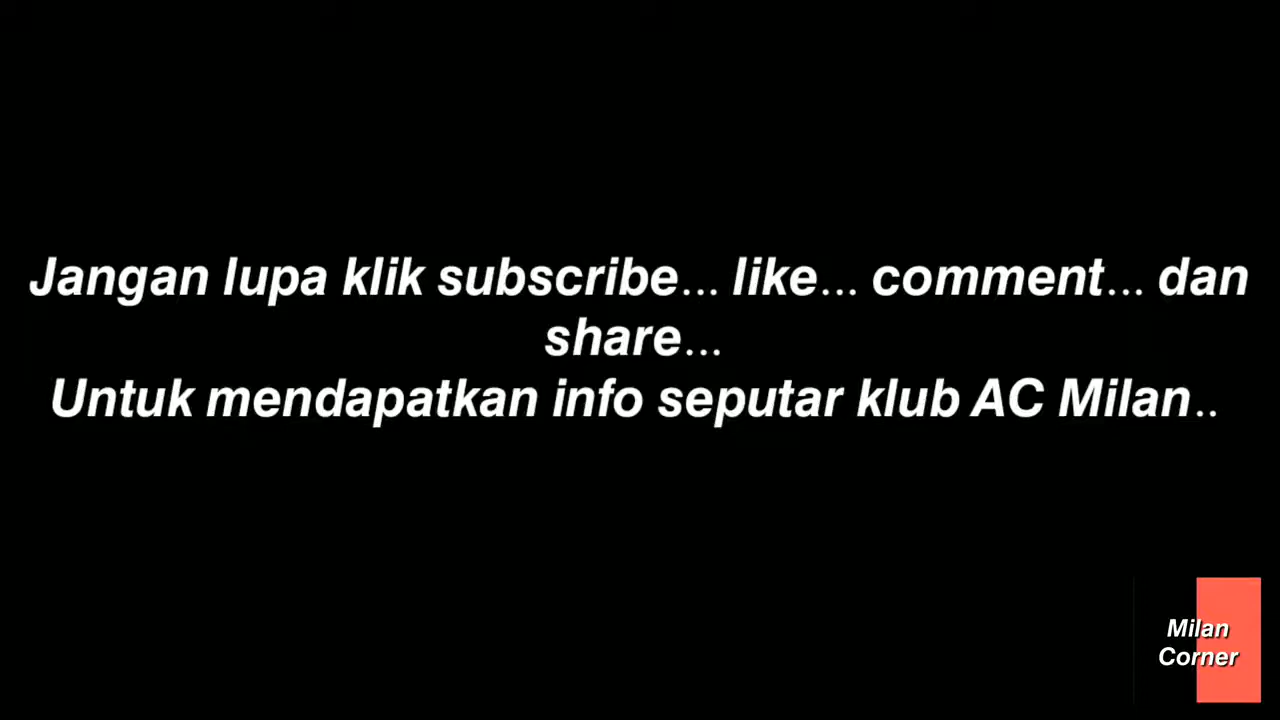 Jangan lupa klik subscribe... like... comment... dan
share...
Untuk mendapatkan info seputar klub AC Milan..
Milan
Corner